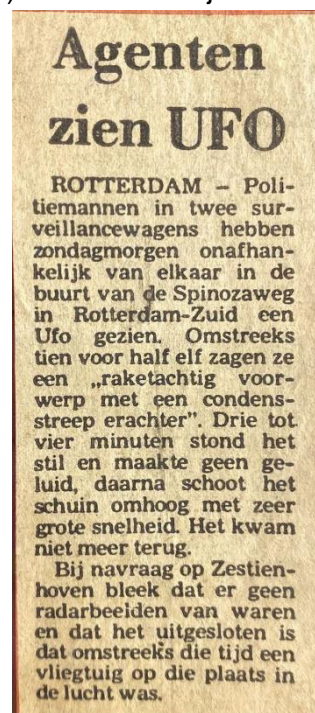 Agenten
zien UFO
ROTTERDAM – Poli-
tiemannen in twee sur-
veillancewagens hebben
zondagmorgen onafhan-
kelijk van elkaar in de
buurt van de Spinozaweg
in Rotterdam-Zuid een
Ufo gezien. Omstreeks
tien voor half elf zagen ze
een „raketachtig voor-
werp met een condens-
streep erachter”. Drie tot
vier minuten stond het
stil en maakte geen ge-
luid, daarna schoot het
schuin omhoog met zeer
grote snelheid. Het kwam
niet meer terug.
Bij navraag op Zestien-
hoven bleek dat er geen
radarbeelden van waren
en dat het uitgesloten is
dat omstreeks die tijd een
vliegtuig op die plaats in
de lucht was.